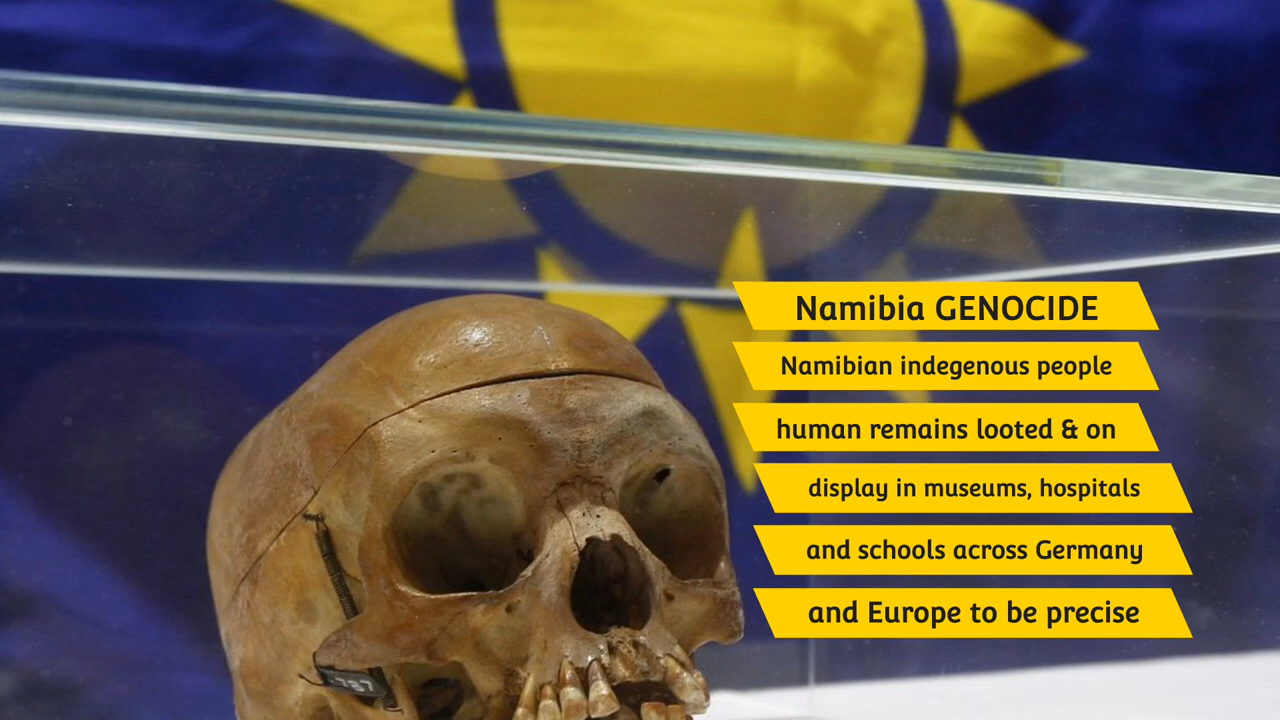 Namibia GENOCIDE
Namibian indegenous people
human remains looted & on
display in museums, hospitals
and schools across Germany
and Europe to be precise